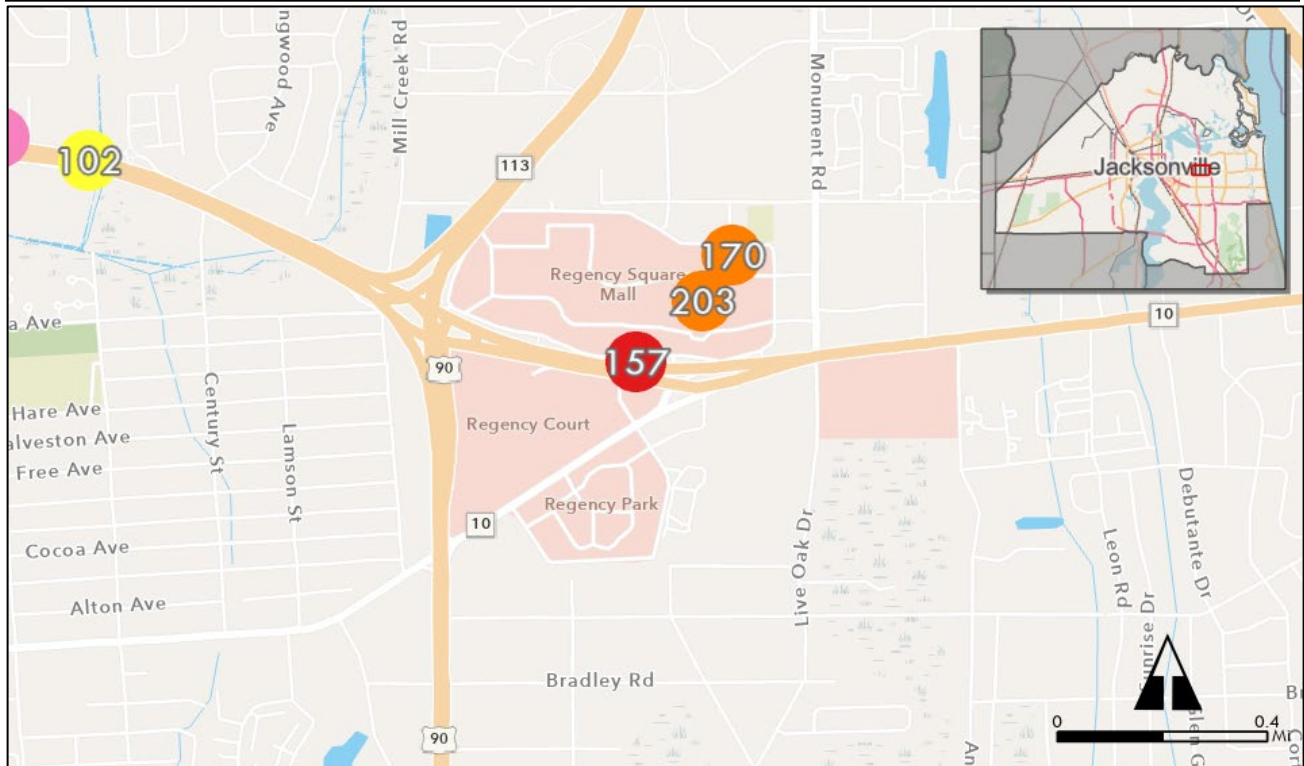 ngwood Ave
Mill Creek Rd
Monument Rd
Dr
Jacksonville
102
113
170
203
Regency Square
Mall
10
157
90
a Ave
Hare Ave
alveston Ave
Free Ave
Century St
Lamson St
Regency Court
Regency Park
10
Cocoa Ave
Alton Ave
Live Oak Dr
Leon Rd
Debutante Dr
Bradley Rd
90
0
0.4
Mi